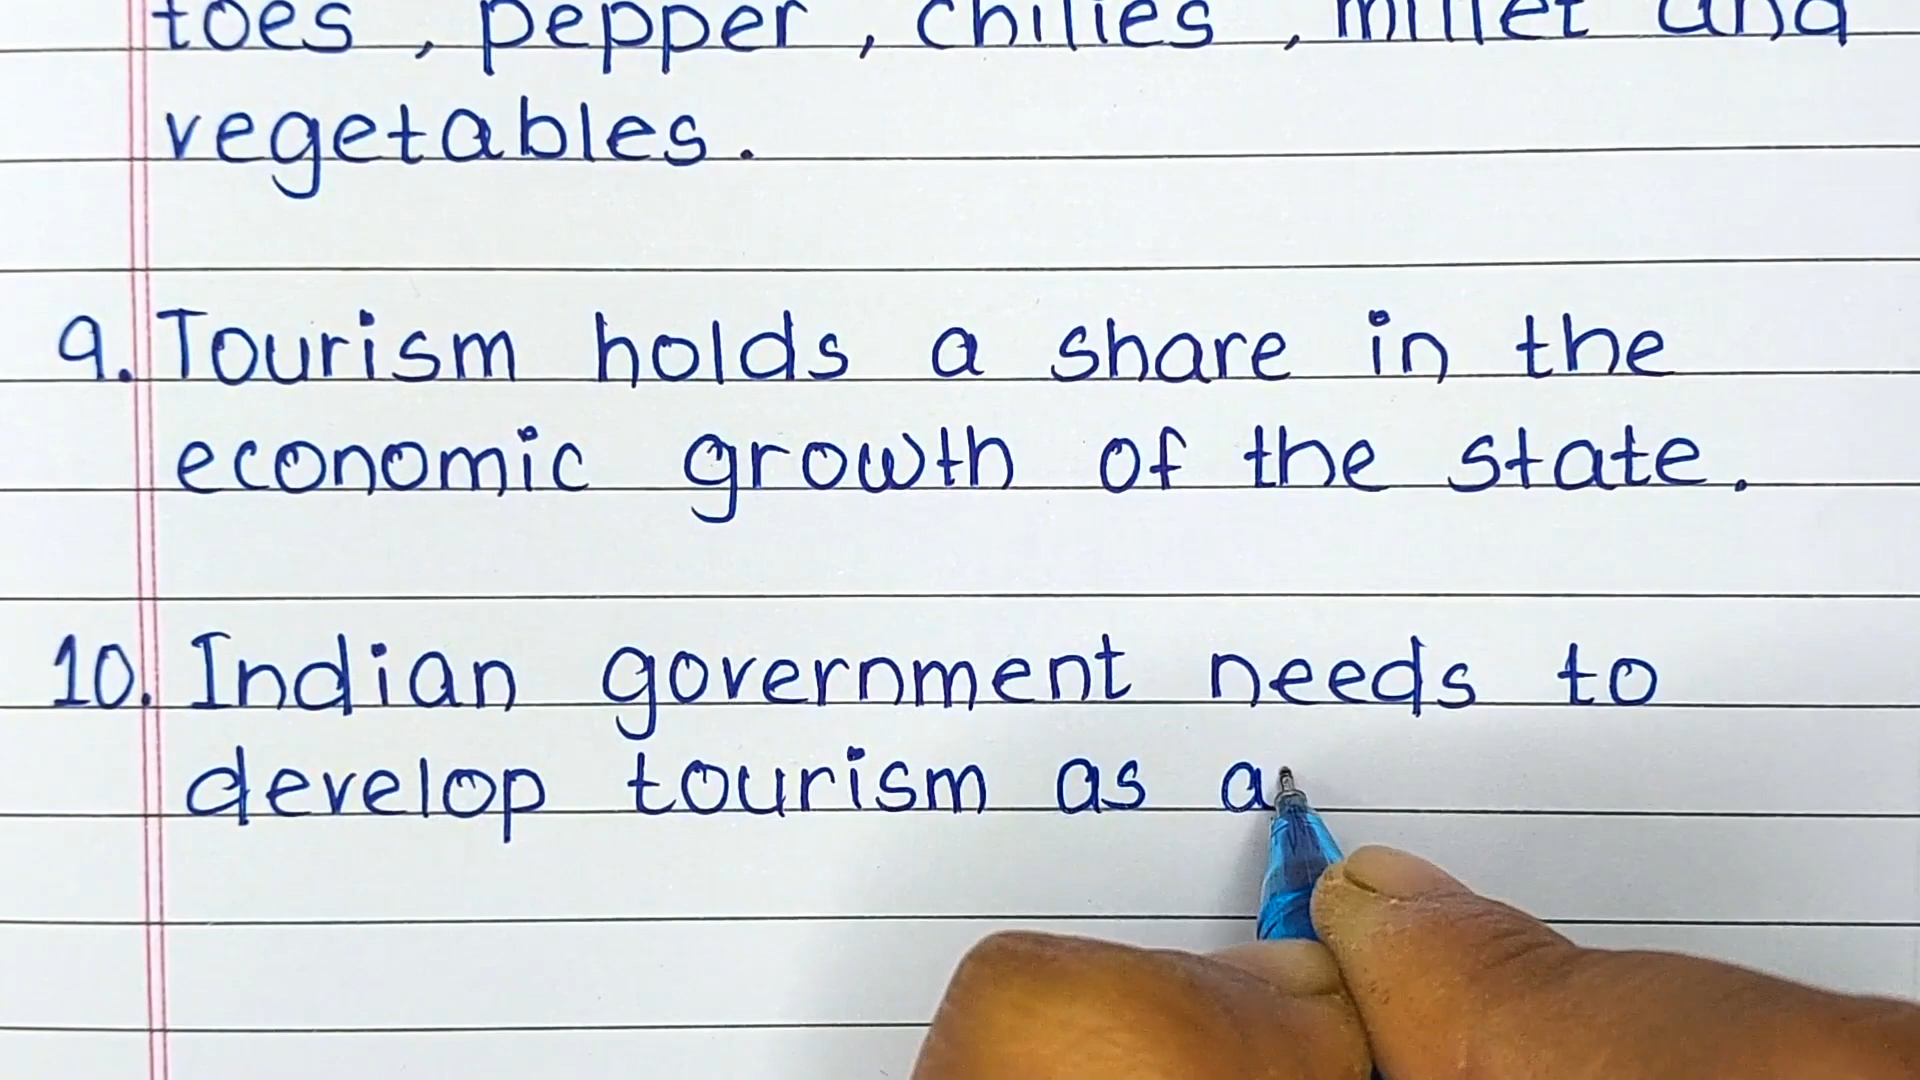 toes, pepper, chilies, millet and
vegetables.
9. Tourism holds a share in the
economic growth of the state.
10. Indian government needs to
develop tourism as a